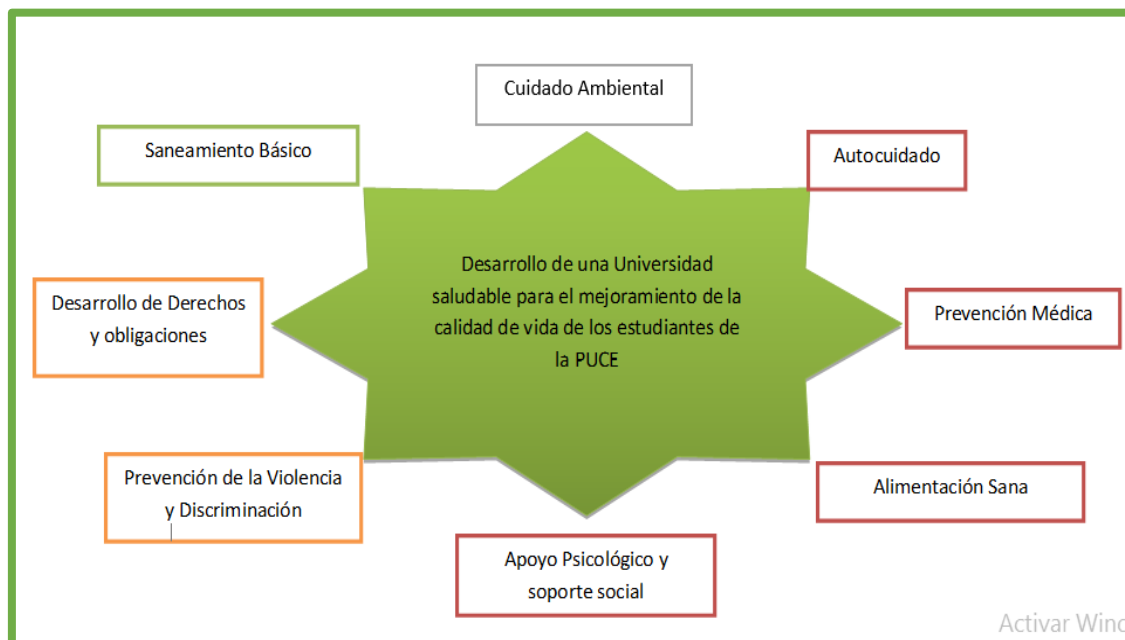 Cuidado Ambiental
Saneamiento Básico
Autocuidado
Desarrollo de una Universidad
saludable para el mejoramiento de la
calidad de vida de los estudiantes de
la PUCE
Desarrollo de Derechos
y obligaciones
Prevención Médica
Prevención de la Violencia
y Discriminación
Alimentación Sana
Apoyo Psicológico y
soporte social
Activar Wind